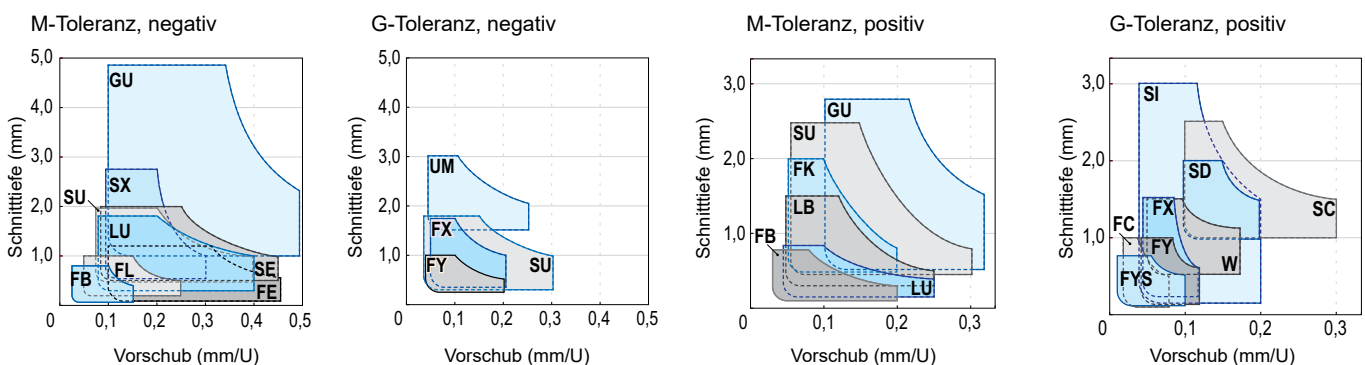 M-Toleranz, negativ
Schnitttiefe (mm)
5,0
4,0
3,0
2,0
1,0
0
0,1
0,2
0,3
0,4
0,5
Vorschub (mm/U)
GU
SX
SU
LU
FL
FB
SE
FE
G-Toleranz, negativ
Schnitttiefe (mm)
5,0
4,0
3,0
2,0
1,0
0
0,1
0,2
0,3
0,4
0,5
Vorschub (mm/U)
UM
FX
FY
SU
M-Toleranz, positiv
Schnitttiefe (mm)
3,0
2,0
1,0
0
0,1
0,2
0,3
Vorschub (mm/U)
GU
SU
FK
LB
FB
LU
G-Toleranz, positiv
Schnitttiefe (mm)
3,0
2,0
1,0
0
0,1
0,2
0,3
Vorschub (mm/U)
SI
SD
FX
SC
FC
FY
W
FYS